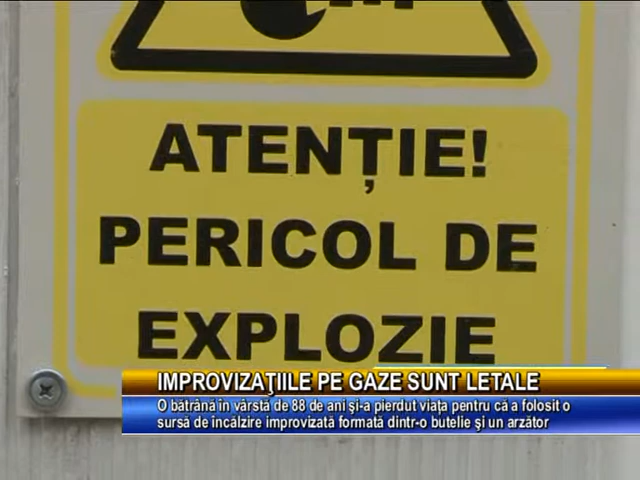 ATENȚIE!
PERICOL DE
EXPLOZIE
IMPROVIZAŢIILE PE GAZE SUNT LETALE
O bătrână în vârstă de 88 de ani şi-a pierdut viaţa pentru că a folosit o
sursă de încălzire improvizată formată dintr-o butelie şi un arzător